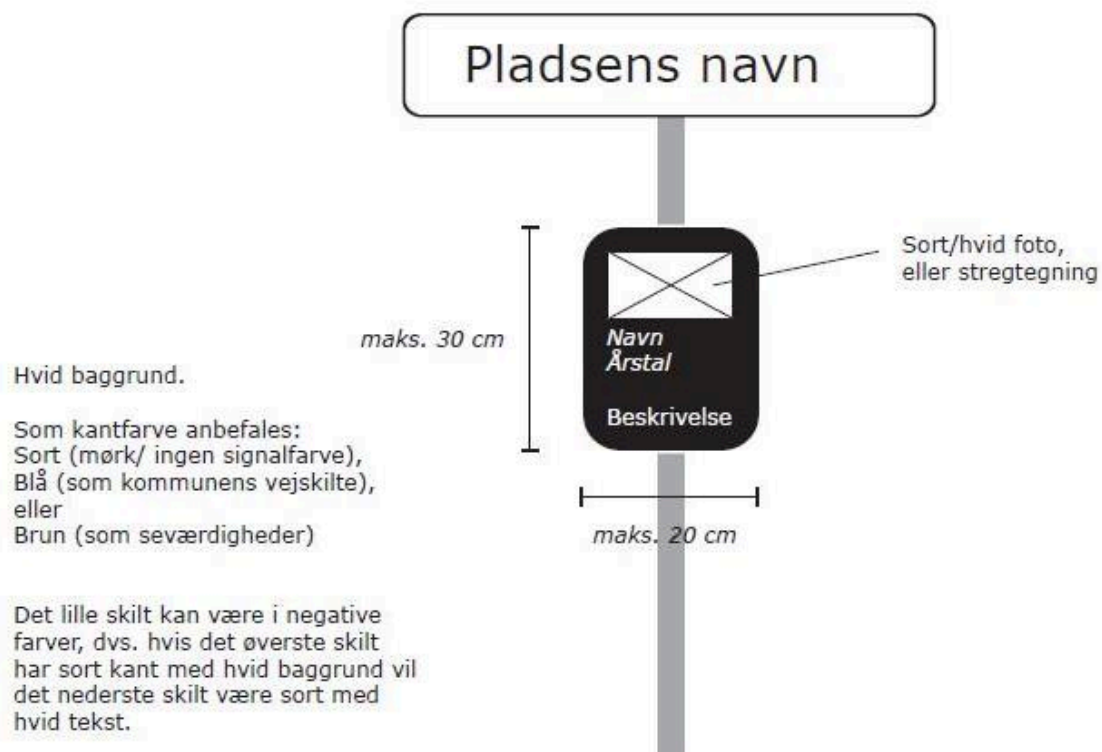 Pladsens navn
Sort/hvid foto,
eller stregtegning
maks. 30 cm
Navn
Årstal
Beskrivelse
maks. 20 cm
Hvid baggrund.
Som kantfarve anbefales:
Sort (mørk/ ingen signalfarve),
Blå (som kommunens vejskilte),
eller
Brun (som seværdigheder)
Det lille skilt kan være i negative
farver, dvs. hvis det øverste skilt
har sort kant med hvid baggrund vil
det nederste skilt være sort med
hvid tekst.